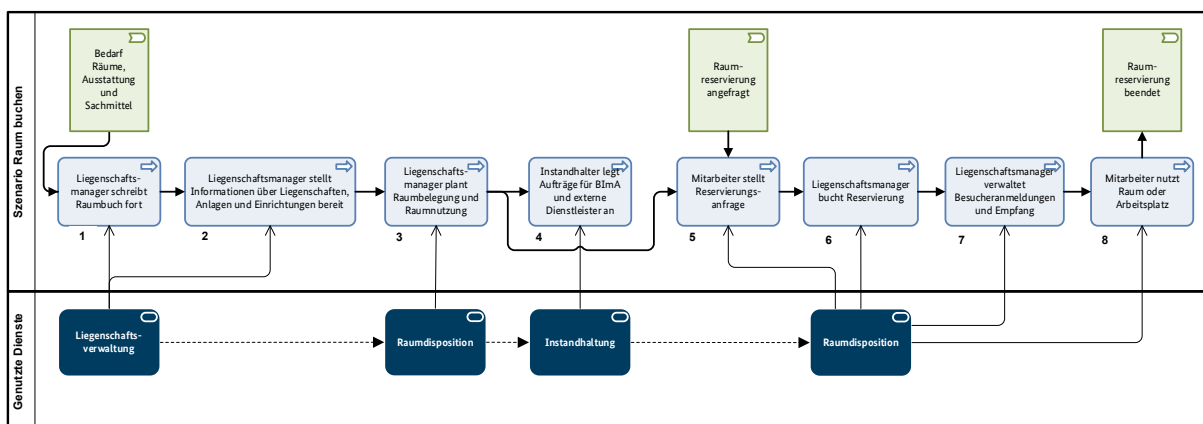 Szenario Raum buchen
Bedarf
Räume,
Ausstattung
und
Sachmittel
Raum-
reservierung
angefragt
Raum-
reservierung
beendet
Liegenschafts-
manager schreibt
Raumbuch fort
1
Liegenschaftsmanager stellt
Informationen über Liegenschaften,
Anlagen und Einrichtungen bereit
2
Liegenschafts-
manager plant
Raumbelegung und
Raumnutzung
3
Instandhalter legt
Aufträge für BImA
und externe
Dienstleister an
4
Mitarbeiter stellt
Reservierungs-
anfrage
5
Liegenschaftsmanager
bucht Reservierung
6
Liegenschaftsmanager
verwaltet
Besucheranmeldungen
und Empfang
7
Mitarbeiter nutzt
Raum oder
Arbeitsplatz
8
Genutzte Dienste
Liegenschafts-
verwaltung
Raumdisposition
Instandhaltung
Raumdisposition